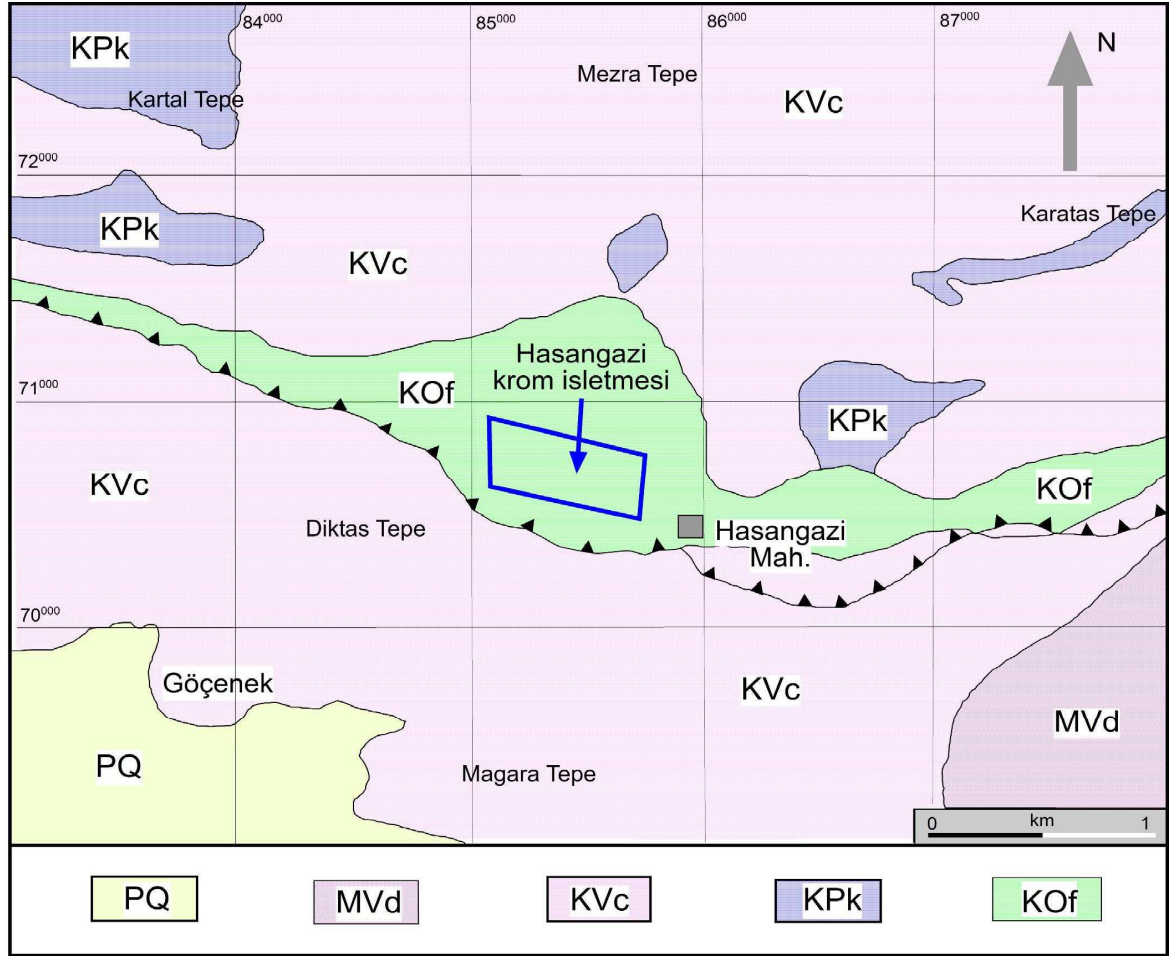 84000
85000
86000
87000
KPk
N
Mezra Tepe
Kartal Tepe
KVc
72000
KPk
Karatas Tepe
KVc
Hasangazi
krom isletmesi
71000
KOf
KPk
KVc
KOf
Diktas Tepe
Hasangazi
Mah.
70000
Göçenek
KVc
MVd
PQ
Magara Tepe
km
0
1
PQ
MVd
KVc
KPk
KOf